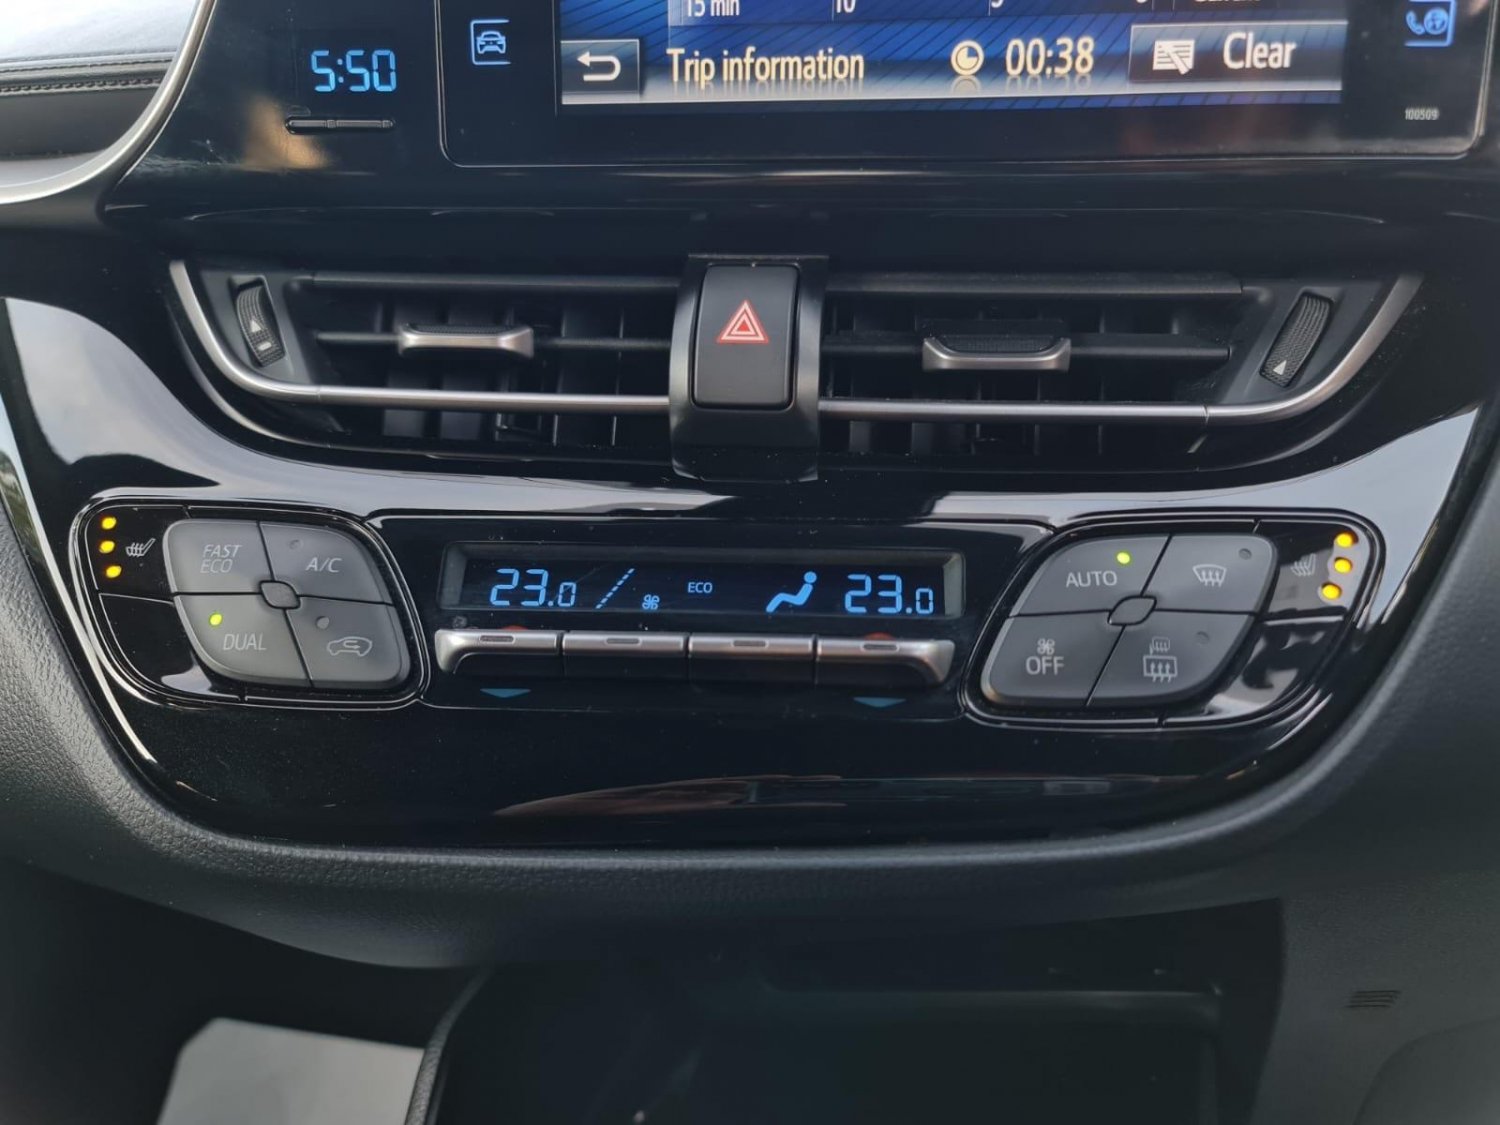 15 min
10
5:50
Trip information
00:38
Clear
100509
FAST
ECO
A/C
DUAL
23.0
ECO
23.0
AUTO
OFF